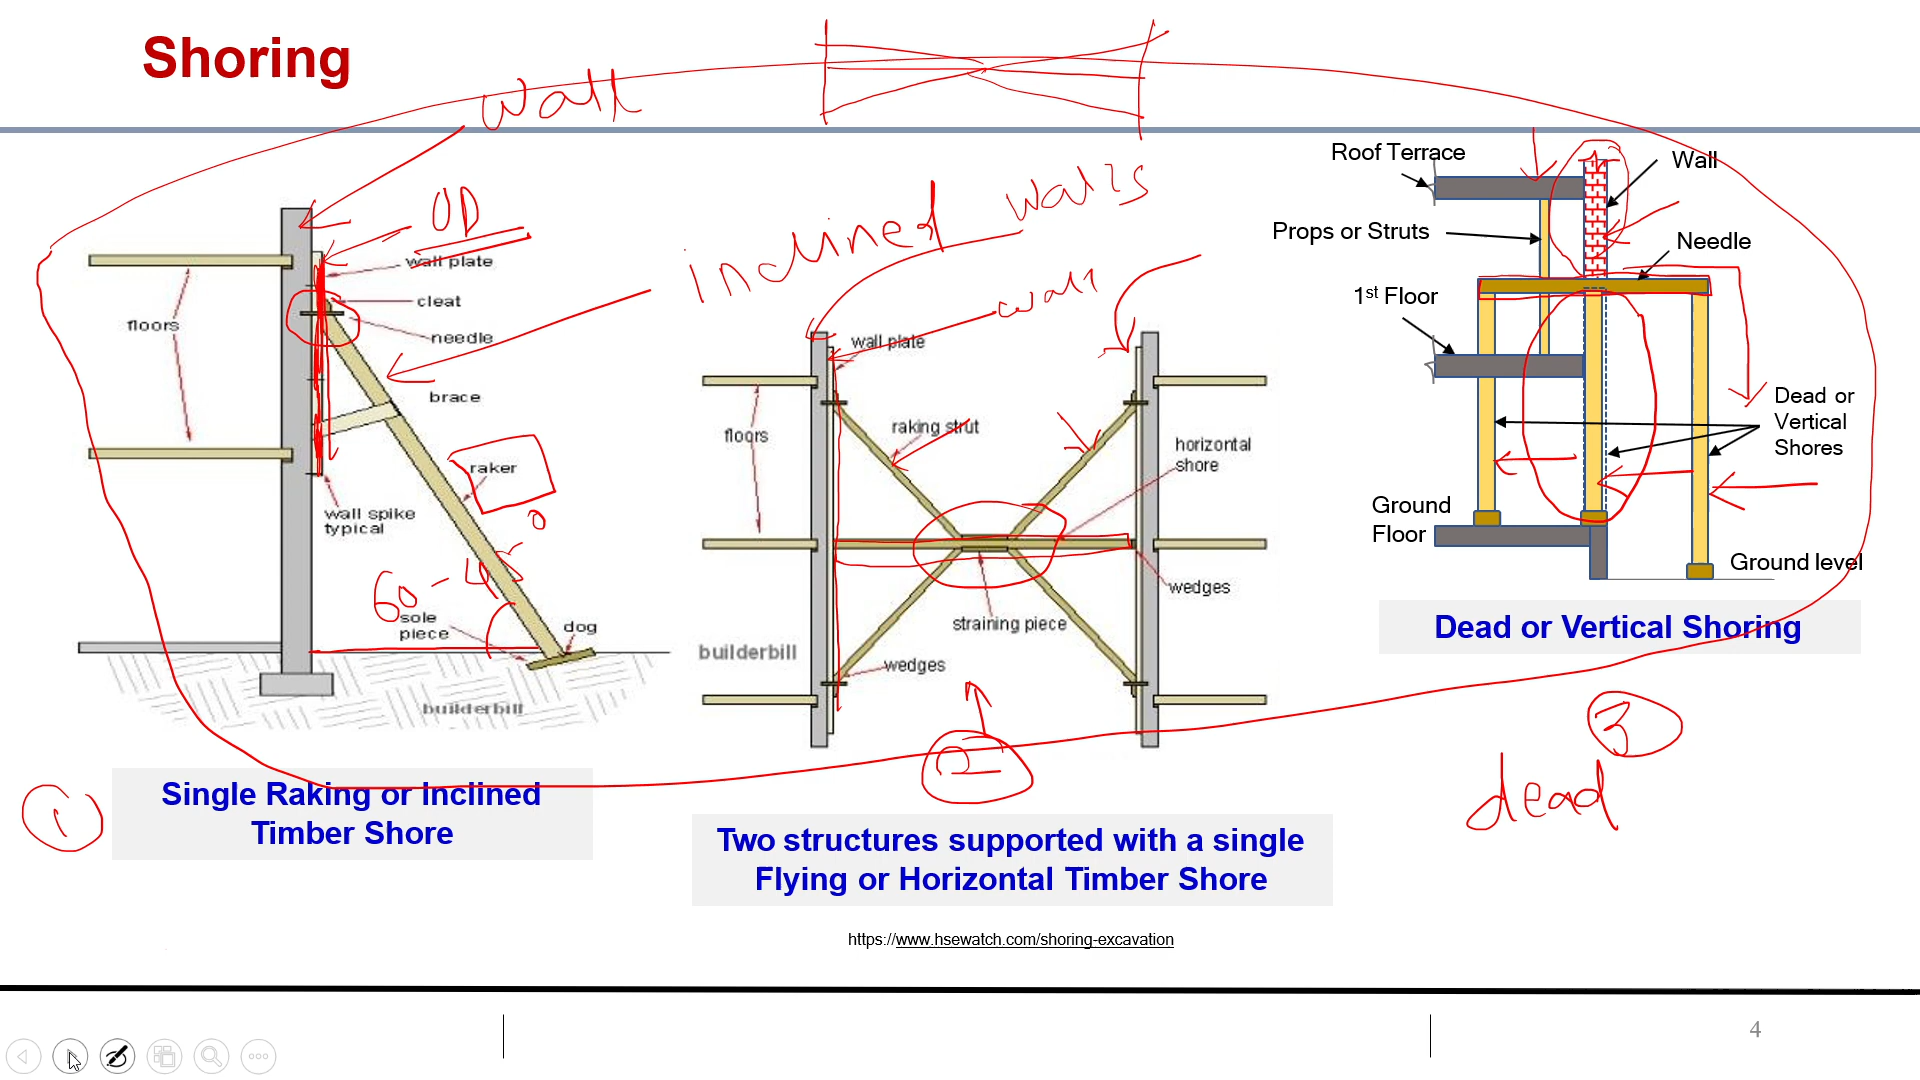 Shoring
wall
OD
inclined walls
wall
wall plate
cleat
needle
floors
brace
raker
wall spike
typical
60 - 45°
sole
piece
dog
builderbill
1
Single Raking or Inclined
Timber Shore
wall plate
raking strut
floors
horizontal
shore
wedges
straining piece
builderbill
wedges
2
Two structures supported with a single
Flying or Horizontal Timber Shore
https://www.hsewatch.com/shoring-excavation
Roof Terrace
Wall
Props or Struts
Needle
1st Floor
Dead or
Vertical
Shores
Ground
Floor
Ground level
Dead or Vertical Shoring
3
dead
4